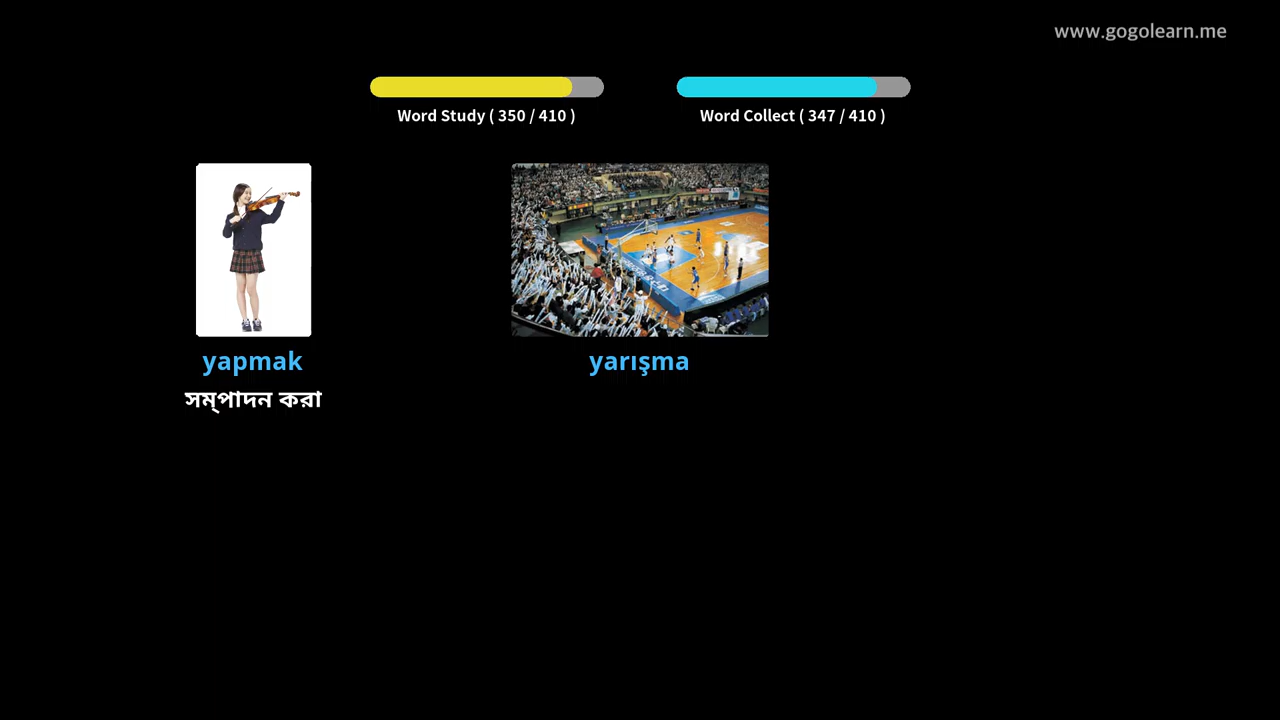 www.gogolearn.me
Word Study ( 350 / 410 )
Word Collect ( 347 / 410 )
yapmak
yarışma
সম্পাদন করা